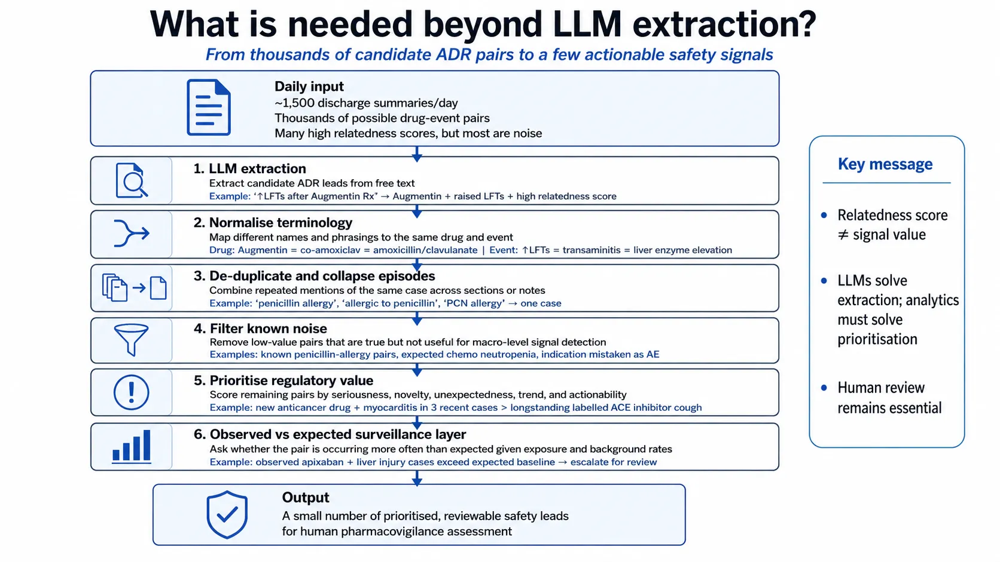 What is needed beyond LLM extraction?
From thousands of candidate ADR pairs to a few actionable safety signals
Daily input
~1,500 discharge summaries/day
Thousands of possible drug-event pairs
Many high relatedness scores, but most are noise
1. LLM extraction
Extract candidate ADR leads from free text
Example: ‘↑LFTs after Augmentin Rx” → Augmentin + raised LFTs + high relatedness score
2. Normalise terminology
Map different names and phrasings to the same drug and event
Drug: Augmentin = co-amoxiclav = amoxicillin/clavulanate | Event: ↑LFTs = transaminitis = liver enzyme elevation
3. De-duplicate and collapse episodes
Combine repeated mentions of the same case across sections or notes
Example: ‘penicillin allergy’, ‘allergic to penicillin’, ‘PCN allergy’ → one case
4. Filter known noise
Remove low-value pairs that are true but not useful for macro-level signal detection
Examples: known penicillin-allergy pairs, expected chemo neutropenia, indication mistaken as AE
5. Prioritise regulatory value
Score remaining pairs by seriousness, novelty, unexpectedness, trend, and actionability
Example: new anticancer drug + myocarditis in 3 recent cases > longstanding labelled ACE inhibitor cough
6. Observed vs expected surveillance layer
Ask whether the pair is occurring more often than expected given exposure and background rates
Example: observed apixaban + liver injury cases exceed expected baseline → escalate for review
Output
A small number of prioritised, reviewable safety leads
for human pharmacovigilance assessment
Key message
• Relatedness score
≠ signal value
• LLMs solve
extraction; analytics
must solve
prioritisation
• Human review
remains essential